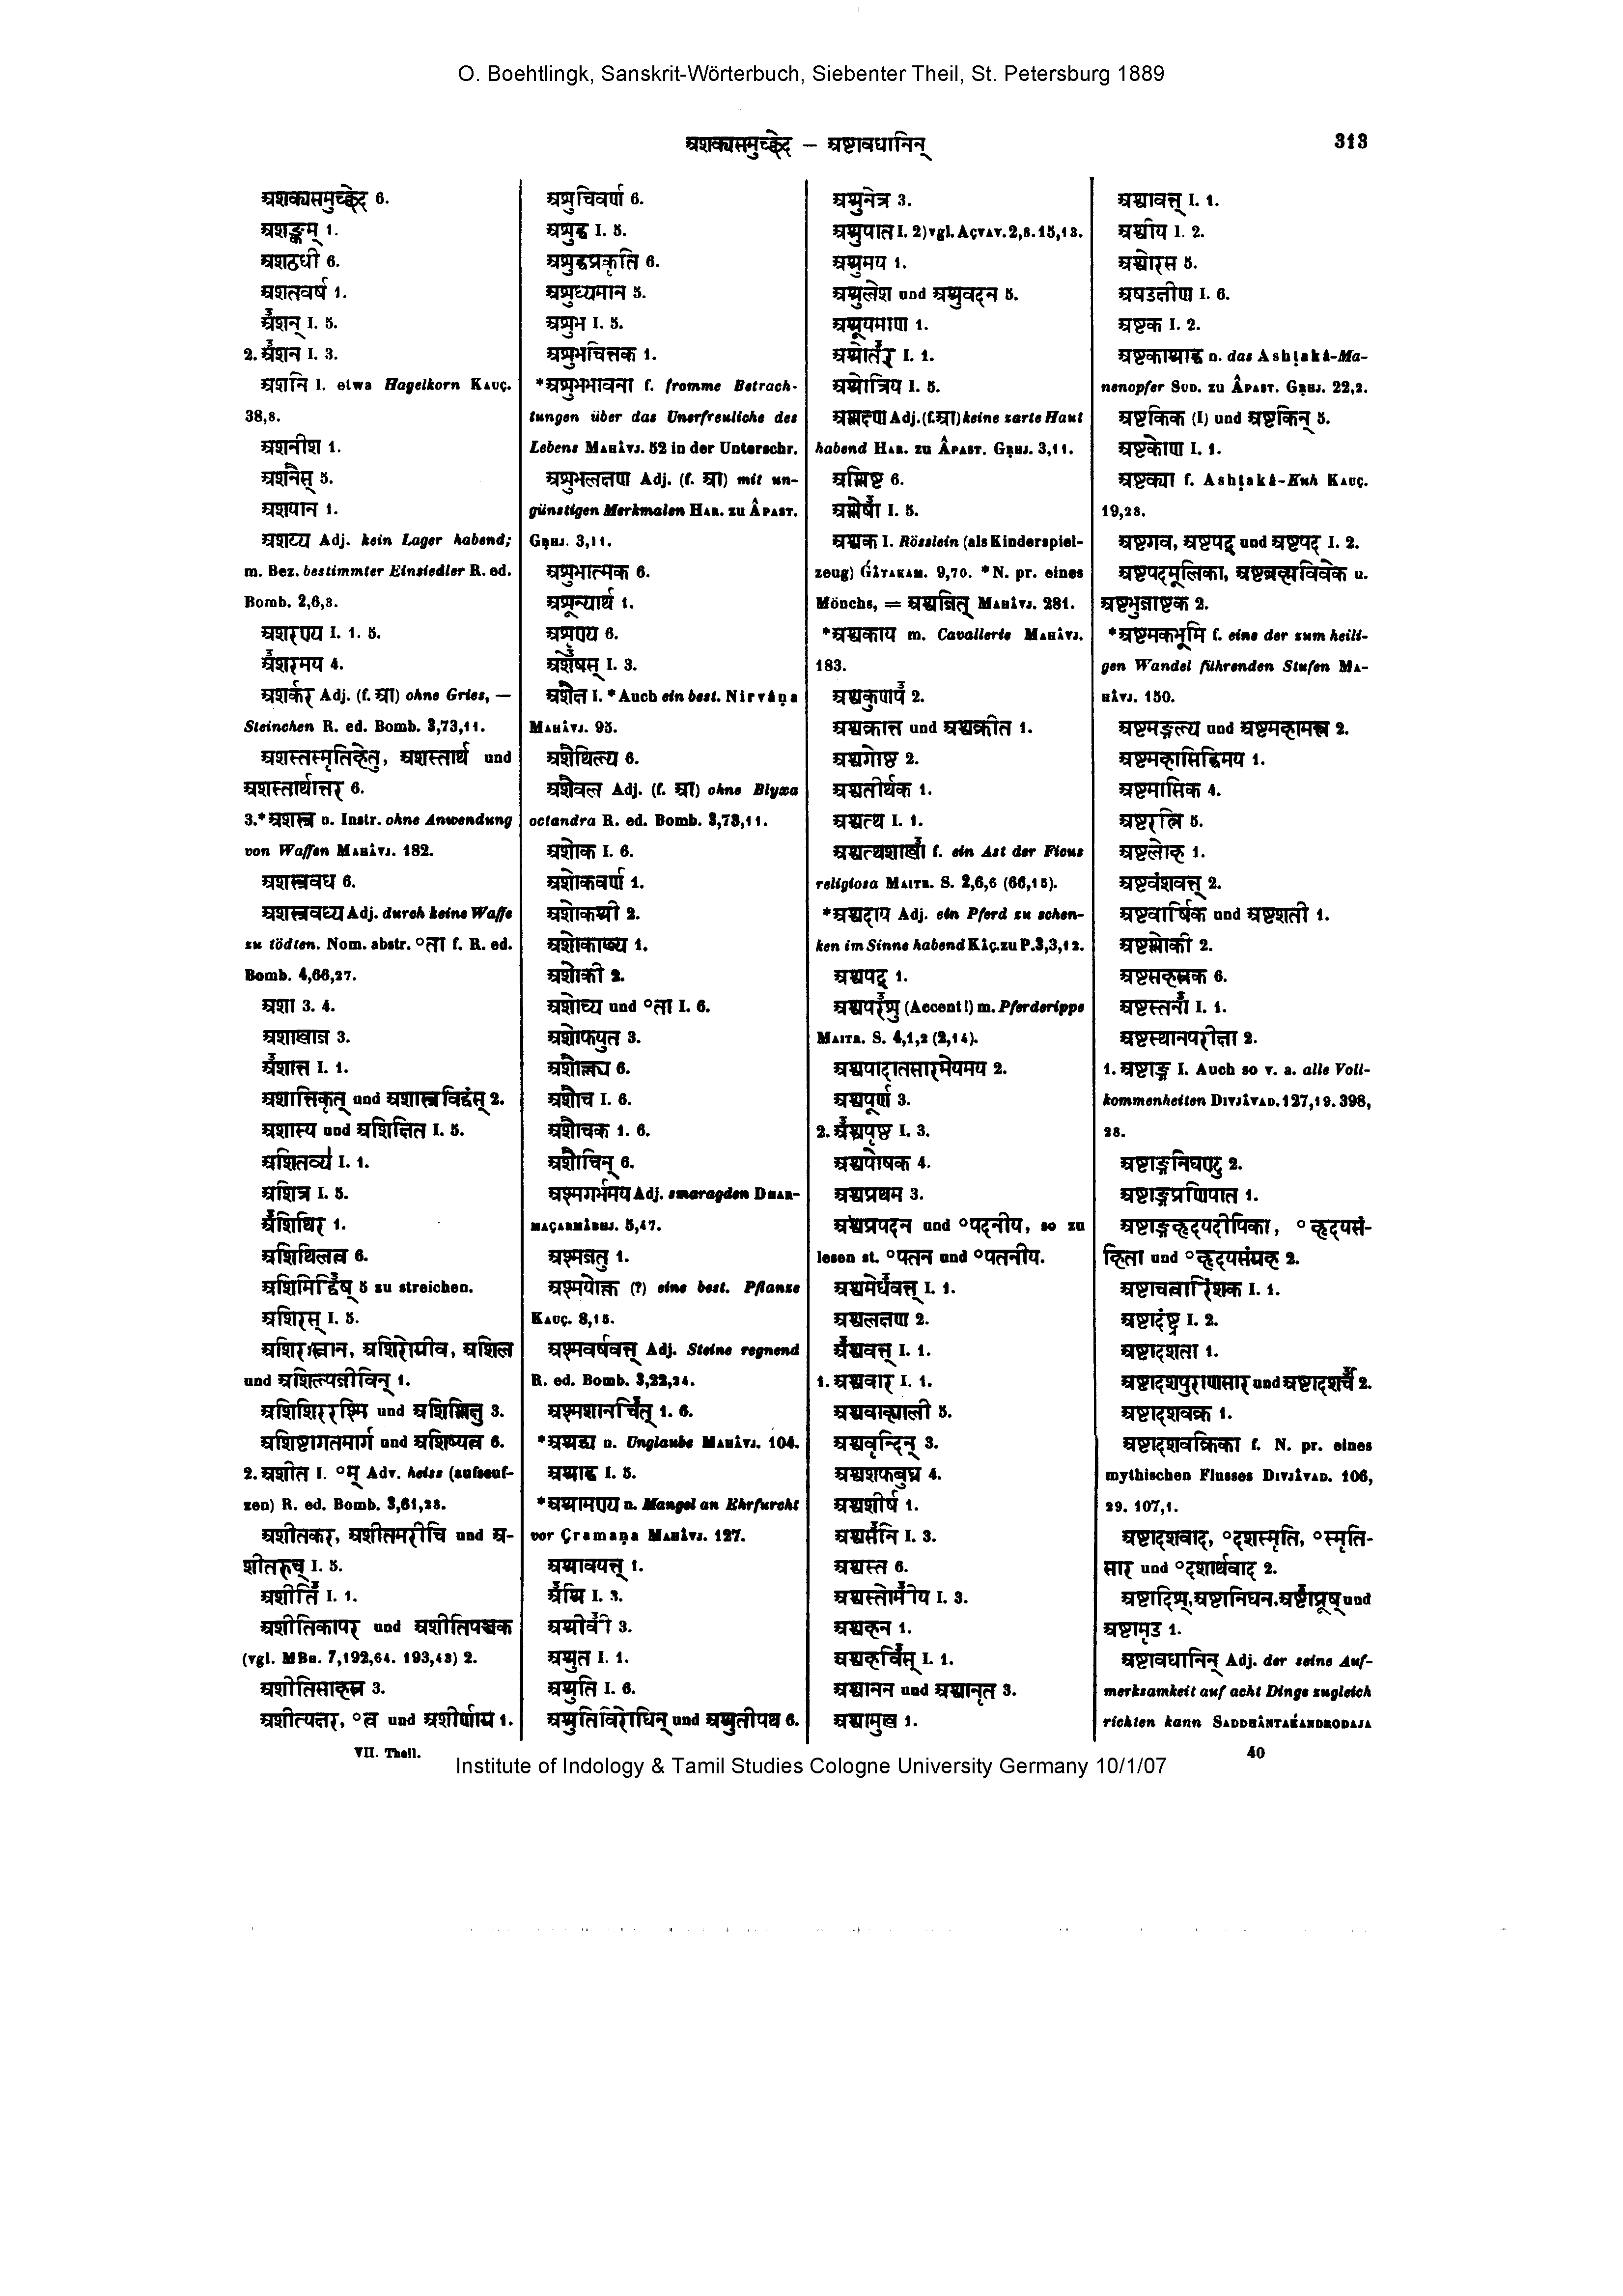 O. Boehtlingk, Sanskrit-Wörterbuch, Siebenter Theil, St. Petersburg 1889
अशक्यसमुच्छेद – अष्टावधानिन्
313
अशक्यसमुच्छेद 6.
अशङ्कम् 1.
अशठधी 6.
अशतवर्ष 1.
अशन् I. 5.
2. अशन I. 3.
अशनि I. etwa Hagelkorn Kauç.
38,8.
अशनीश 1.
अशनैस् 5.
अशयान 1.
अशय्य Adj. kein Lager habend;
m. Bez. bestimmter Einsiedler R. ed.
Bomb. 2,6,3.
अशरण्य I. 1. 5.
अशरमय 4.
अशर्कर Adj. (f. आ) ohne Gries, —
Steinchen R. ed. Bomb. 3,73,11.
अशस्तस्मृतिहेतु, अशस्तार्थ und
अशस्तार्थान्तर 6.
3.*अशस्त्र n. Instr. ohne Anwendung
von Waffen Mahâvj. 182.
अशस्त्रवध 6.
अशस्त्रवध्य Adj. durch keine Waffe
zu tödten. Nom. abstr. °ता f. R. ed.
Bomb. 4,66,27.
अशा 3. 4.
अशाखाज 3.
अशान्त I. 1.
अशान्तिकृत् und अशास्त्रविद्वंस् 2.
अशास्य und अशिक्षित I. 5.
अशितव्य I. 1.
अशित्र I. 5.
अशिथिर 1.
अशिथिलत्व 6.
अशिमिद्विष् 5 zu streichen.
अशिरस् I. 5.
अशिरःस्नान, अशिरोग्रीव, अशिल
und अशिल्पजीविन् 1.
अशिशिररश्मि und अशिश्रित्नु 3.
अशिष्टागतमार्ग und अशिष्यत्व 6.
2. अशीत I. °म् Adv. heiss (aufseuf-
zen) R. ed. Bomb. 3,61,28.
अशीतकर, अशीतमरीचि und अ-
शीतरुच् I. 5.
अशीति I. 1.
अशीतिकापर und अशीतिपञ्चक
(vgl. MBh. 7,192,64. 193,43) 2.
अशीतिसाहस्र 3.
अशीत्यक्षर, °त्व und अशीर्णाग्र 1.
VII. Theil.
अशुचिवर्ण 6.
अशुद्ध I. 5.
अशुद्धप्रकृति 6.
अशुध्यमान 5.
अशुभ I. 5.
अशुभचिन्तक 1.
*अशुभभावना f. fromme Betrach-
tungen über das Unerfreuliche des
Lebens Mahâvj. 52 in der Unterschr.
अशुभलक्षण Adj. (f. आ) mit un-
günstigen Merkmalen Har. zu Âpast.
Gṛhj. 3,11.
अशुभात्मक 6.
अशून्यार्थ 1.
अशृण्य 6.
अशेषस् I. 3.
अशैक्ष I. *Auch ein best. Nirvâṇa
Mahâvj. 95.
अशैथिल्य 6.
अशैवल Adj. (f. आ) ohne Blyxa
octandra R. ed. Bomb. 3,73,11.
अशोक I. 6.
अशोकवर्ण 1.
अशोकश्री 2.
अशोकाख्य 1.
अशोकी 2.
अशोच्य und °ता I. 6.
अशोफयुत 3.
अशौल्क्य 6.
अशौच I. 6.
अशौचक 1. 6.
अशौचिन् 6.
अश्मगर्भमय Adj. smaragden Dhar-
maçarmâbhj. 5,47.
अश्मजतु 1.
अश्मयोक्त्र (?) eine best. Pflanze
Kauç. 8,15.
अश्मवर्षवत् Adj. Steine regnend
R. ed. Bomb. 3,22,24.
अश्मशानचित् 1. 6.
*अश्रद्धा n. Unglaube Mahâvj. 104.
अश्राद्ध I. 5.
*अश्रामण्य n. Mangel an Ehrfurcht
vor Çramaṇa Mahâvj. 127.
अश्रावयत् 1.
अश्रि I. 3.
अश्रीवी 3.
अश्रुत I. 1.
अश्रुति I. 6.
अश्रुतिविरोधिन् und अश्रुतीपथ 6.
अश्रुनेत्र 3.
अश्रुपात I. 2) vgl. Açvav. 2,8. 15,13.
अश्रुमय 1.
अश्रुलेश und अश्रुवदन 5.
अश्रूयमाण 1.
अश्रोतर् I. 1.
अश्रोत्रिय I. 5.
अश्लक्ष्ण Adj. (f. आ) keine zarte Haut
habend Har. zu Âpast. Gṛhj. 3,11.
अश्लिष्ट 6.
अश्लेषा I. 5.
अश्वक I. Rösslein (als Kinderspiel-
zeug) Ǵâtakam. 9,70. *N. pr. eines
Mönchs, = अश्वजित् Mahâvj. 281.
*अश्वकाय m. Cavallerie Mahâvj.
183.
अश्वकुणप 2.
अश्वक्रान्त und अश्वक्रीत 1.
अश्वगोष्ठ 2.
अश्वतीर्थक 1.
अश्वत्थ I. 1.
अश्वत्थशाखा f. ein Ast der Ficus
religiosa Maitr. S. 2,6,6 (66,15).
*अश्वदाय Adj. ein Pferd zu schen-
ken im Sinne habend Kâç. zu P. 3,3,12.
अश्वपद् 1.
अश्वपर्शु (Accent!) m. Pferderippe
Maitr. S. 4,1,2 (2,14).
अश्वपादातसारमेयमय 2.
अश्वपूर्ण 3.
2. अश्वपृष्ठ I. 3.
अश्वपोषक 4.
अश्वप्रथम 3.
अश्वप्रपदन und °पदनीय, so zu
lesen st. °पतन und °पतनीय.
अश्वमेधवत् I. 1.
अश्वलक्षण 2.
अश्ववत् I. 1.
1. अश्ववार I. 1.
अश्ववाह्याली 5.
अश्ववृन्दिन् 3.
अश्वशफबुध्र 4.
अश्वशीर्ष 1.
अश्वसनि I. 3.
अश्वस्त 6.
अश्वस्तोमीय I. 3.
अश्वहन 1.
अश्वहविस् I. 1.
अश्वानन und अश्वानृत 3.
अश्वामुख 1.
अश्वावत् I. 1.
अश्वीय I. 2.
अश्वोरस 5.
अषडक्षीण I. 6.
अष्टक I. 2.
अष्टकाश्राद्ध n. das Ashṭakâ-Ma-
nenopfer Sud. zu Âpast. Gṛhj. 22,2.
अष्टकिक (I) und अष्टकिन् 5.
अष्टकोण I. 1.
अष्टक्या f. Ashṭakâ-Kuh Kauç.
19,28.
अष्टगव, अष्टपद् und अष्टपद I. 2.
अष्टपदमूलिका, अष्टब्रह्मविवेक u.
अष्टभुजाष्टक 2.
*अष्टमकभूमि f. eine der zum heili-
gen Wandel führenden Stufen Ma-
hâvj. 150.
अष्टमङ्गल्य und अष्टमहामन्त्र 2.
अष्टमहासिद्धिमय 1.
अष्टमासिक 4.
अष्टरत्नि 5.
अष्टलोह 1.
अष्टवंशवत् 2.
अष्टवार्षिक und अष्टशती 1.
अष्टश्लोकी 2.
अष्टसहस्रक 6.
अष्टस्तना I. 1.
अष्टस्थानपरीक्षा 2.
1. अष्टाङ्ग I. Auch so v. a. alle Voll-
kommenheiten Divjâvad. 127,19. 398,
28.
अष्टाङ्गनिघण्टु 2.
अष्टाङ्गप्रणिपात 1.
अष्टाङ्गहृदयदीपिका, °हृदयसं-
हिता und °हृदयसंग्रह 2.
अष्टाचत्वारिंशक I. 1.
अष्टादंष्ट्र I. 2.
अष्टादशता 1.
अष्टादशपुराणसार und अष्टादशर्च 2.
अष्टादशवक्र 1.
अष्टादशवक्रिका f. N. pr. eines
mythischen Flusses Divjâvad. 106,
29. 107,1.
अष्टादशवाद, °दशस्मृति, °स्मृति-
सार und °दशार्थवाद 2.
अष्टादिश्, अष्टानिधन, अष्टाप्रूष् und
अष्टामृड 1.
अष्टावधानिन् Adj. der seine Auf-
merksamkeit auf acht Dinge zugleich
richten kann Saddhântaḱandrodaja
40
Institute of Indology & Tamil Studies Cologne University Germany 10/1/07